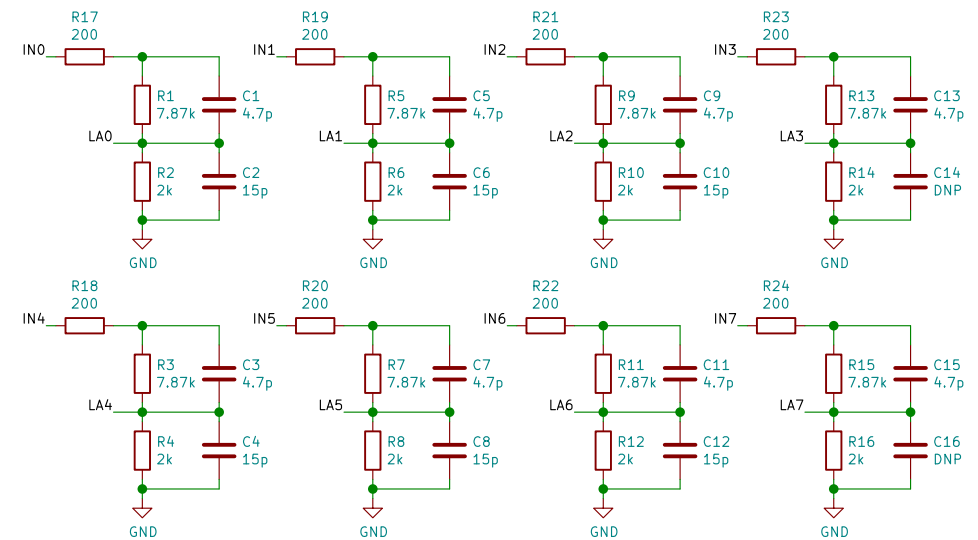 R17
200
IN0
R1
7.87k
C1
4.7p
LA0
R2
2k
C2
15p
GND
R19
200
IN1
R5
7.87k
C5
4.7p
LA1
R6
2k
C6
15p
GND
R21
200
IN2
R9
7.87k
C9
4.7p
LA2
R10
2k
C10
15p
GND
R23
200
IN3
R13
7.87k
C13
4.7p
LA3
R14
2k
C14
DNP
GND
R18
200
IN4
R3
7.87k
C3
4.7p
LA4
R4
2k
C4
15p
GND
R20
200
IN5
R7
7.87k
C7
4.7p
LA5
R8
2k
C8
15p
GND
R22
200
IN6
R11
7.87k
C11
4.7p
LA6
R12
2k
C12
15p
GND
R24
200
IN7
R15
7.87k
C15
4.7p
LA7
R16
2k
C16
DNP
GND